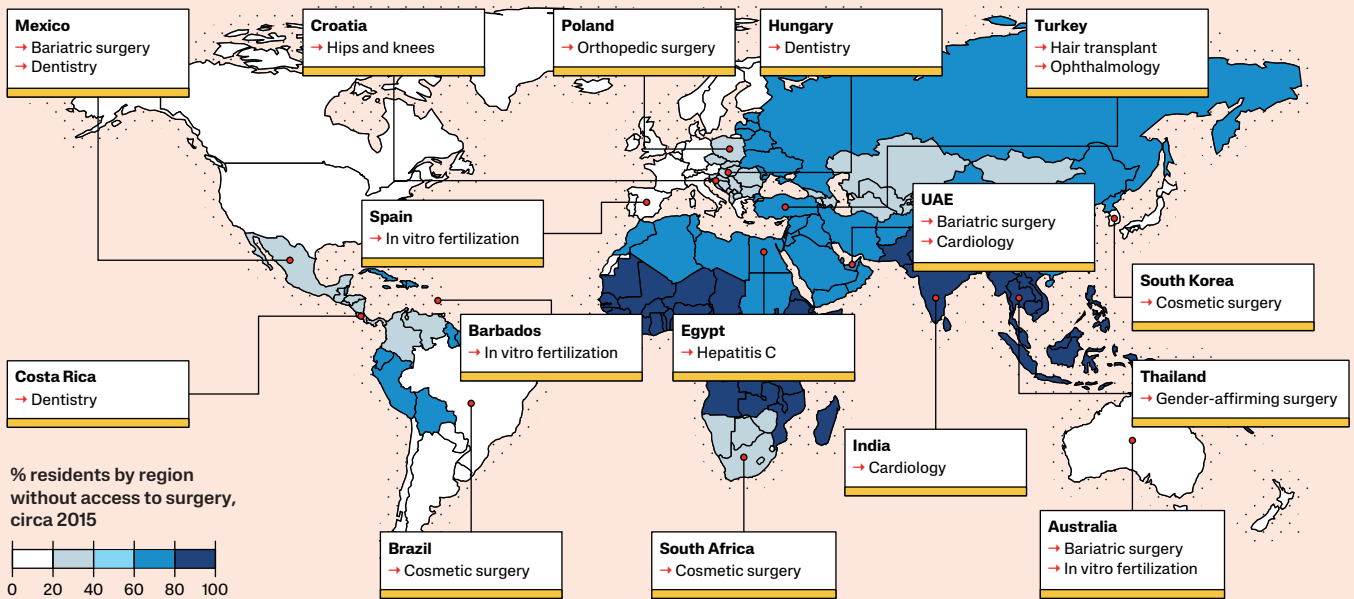 Mexico
→ Bariatric surgery
→ Dentistry
Croatia
→ Hips and knees
Poland
→ Orthopedic surgery
Hungary
→ Dentistry
Turkey
→ Hair transplant
→ Ophthalmology
Spain
→ In vitro fertilization
UAE
→ Bariatric surgery
→ Cardiology
South Korea
→ Cosmetic surgery
Barbados
→ In vitro fertilization
Egypt
→ Hepatitis C
Costa Rica
→ Dentistry
Thailand
→ Gender-affirming surgery
India
→ Cardiology
% residents by region
without access to surgery,
circa 2015
0 20 40 60 80 100
Brazil
→ Cosmetic surgery
South Africa
→ Cosmetic surgery
Australia
→ Bariatric surgery
→ In vitro fertilization